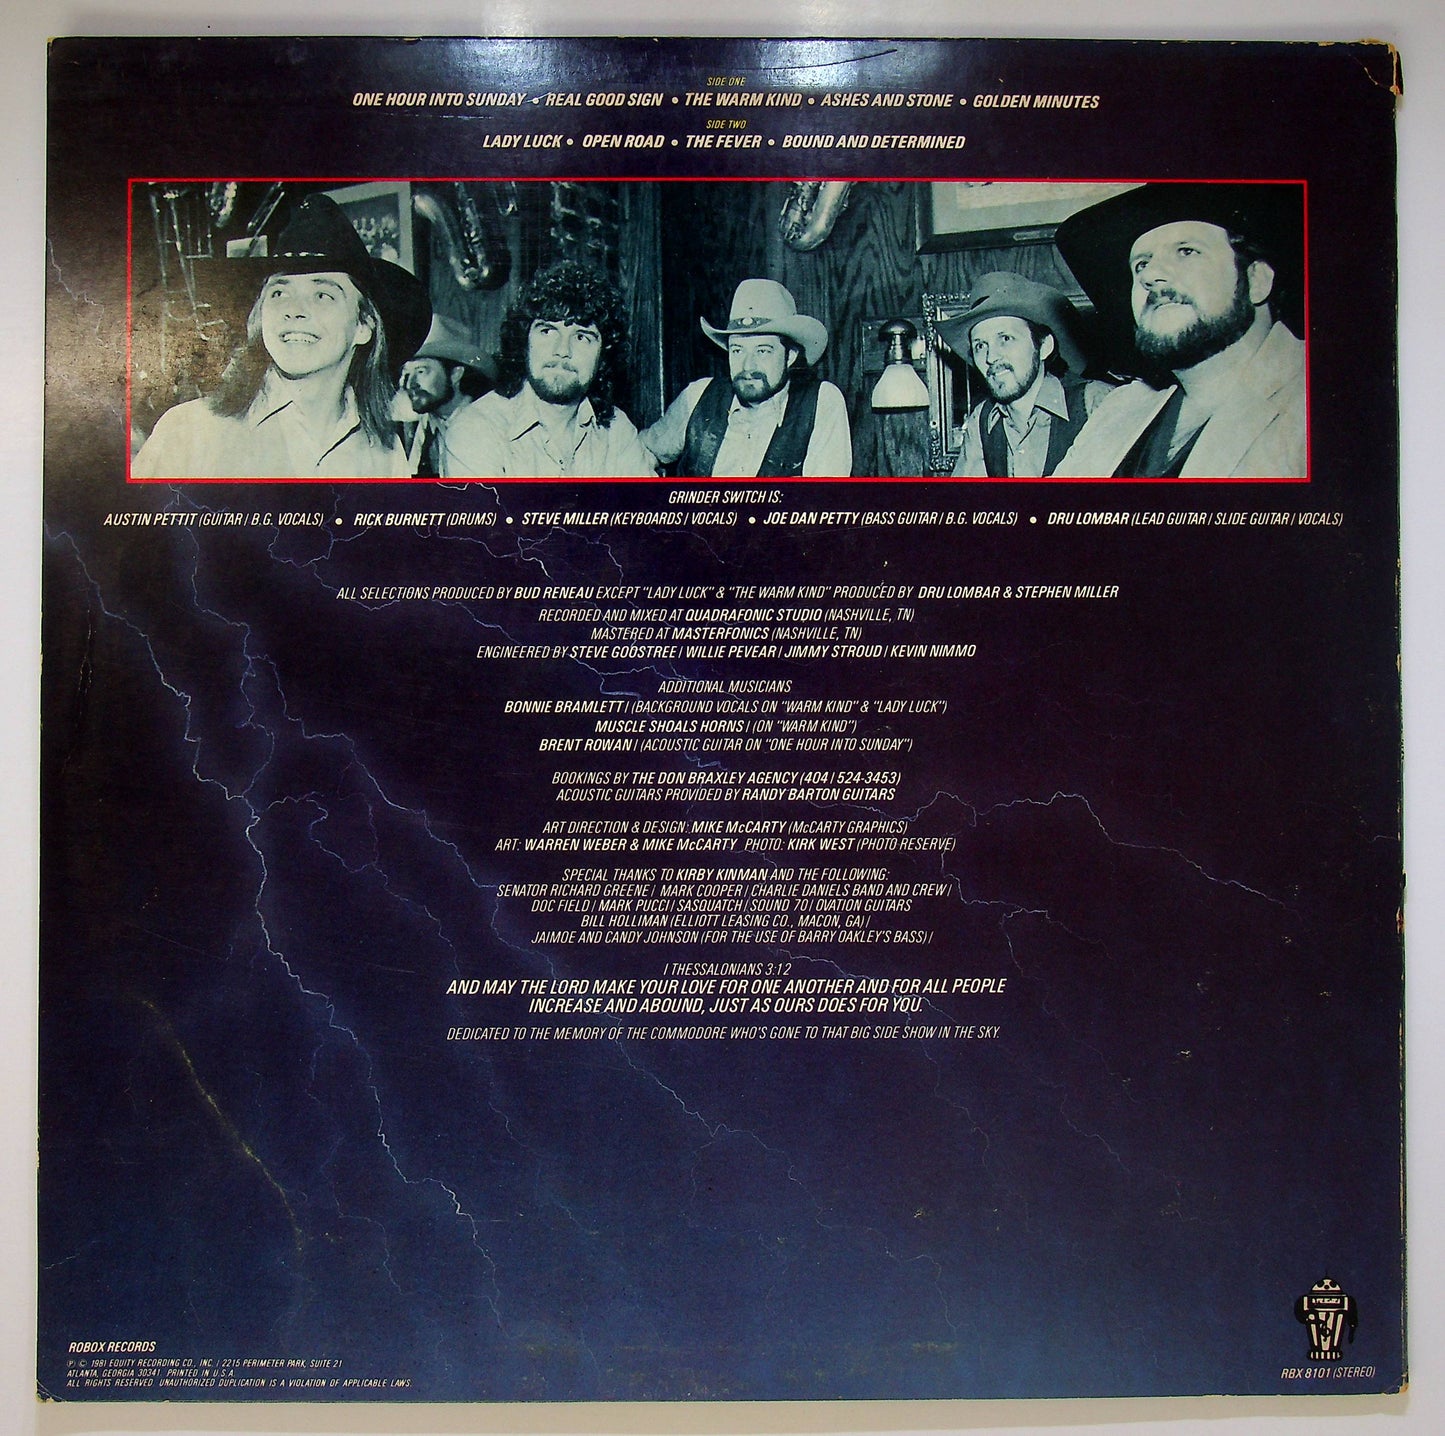 SIDE ONE
ONE HOUR INTO SUNDAY • REAL GOOD SIGN • THE WARM KIND • ASHES AND STONE • GOLDEN MINUTES
SIDE TWO
LADY LUCK • OPEN ROAD • THE FEVER • BOUND AND DETERMINED
GRINDER SWITCH IS:
AUSTIN PETTIT (GUITAR / B.G. VOCALS) • RICK BURNETT (DRUMS) • STEVE MILLER (KEYBOARDS / VOCALS) • JOE DAN PETTY (BASS GUITAR / B.G. VOCALS) • DRU LOMBAR (LEAD GUITAR / SLIDE GUITAR / VOCALS)
ALL SELECTIONS PRODUCED BY BUD RENEAU EXCEPT "LADY LUCK" & "THE WARM KIND" PRODUCED BY DRU LOMBAR & STEPHEN MILLER
RECORDED AND MIXED AT QUADRAFONIC STUDIO (NASHVILLE, TN)
MASTERED AT MASTERFONICS (NASHVILLE, TN)
ENGINEERED BY STEVE GOOSTREE / WILLIE PEVEAR / JIMMY STROUD / KEVIN NIMMO
ADDITIONAL MUSICIANS
BONNIE BRAMLETT / (BACKGROUND VOCALS ON "WARM KIND" & "LADY LUCK")
MUSCLE SHOALS HORNS / (ON "WARM KIND")
BRENT ROWAN / (ACOUSTIC GUITAR ON "ONE HOUR INTO SUNDAY")
BOOKINGS BY THE DON BRAXLEY AGENCY (404 / 524-3453)
ACOUSTIC GUITARS PROVIDED BY RANDY BARTON GUITARS
ART DIRECTION & DESIGN: MIKE McCARTY (McCARTY GRAPHICS)
ART: WARREN WEBER & MIKE McCARTY PHOTO: KIRK WEST (PHOTO RESERVE)
SPECIAL THANKS TO KIRBY KINMAN AND THE FOLLOWING:
SENATOR RICHARD GREENE / MARK COOPER / CHARLIE DANIELS BAND AND CREW /
DOC FIELD / MARK PUCCI / SASQUATCH / SOUND 70 / OVATION GUITARS
BILL HOLLIMAN (ELLIOTT LEASING CO., MACON, GA) /
JAIMOE AND CANDY JOHNSON (FOR THE USE OF BARRY OAKLEY'S BASS) /
I THESSALONIANS 3:12
AND MAY THE LORD MAKE YOUR LOVE FOR ONE ANOTHER AND FOR ALL PEOPLE
INCREASE AND ABOUND, JUST AS OURS DOES FOR YOU.
DEDICATED TO THE MEMORY OF THE COMMODORE WHO'S GONE TO THAT BIG SIDE SHOW IN THE SKY.
ROBOX RECORDS
℗ © 1981 EQUITY RECORDING CO., INC. / 2215 PERIMETER PARK, SUITE 21
ATLANTA, GEORGIA 30341. PRINTED IN U.S.A.
ALL RIGHTS RESERVED. UNAUTHORIZED DUPLICATION IS A VIOLATION OF APPLICABLE LAWS.
RBX 8101 (STEREO)